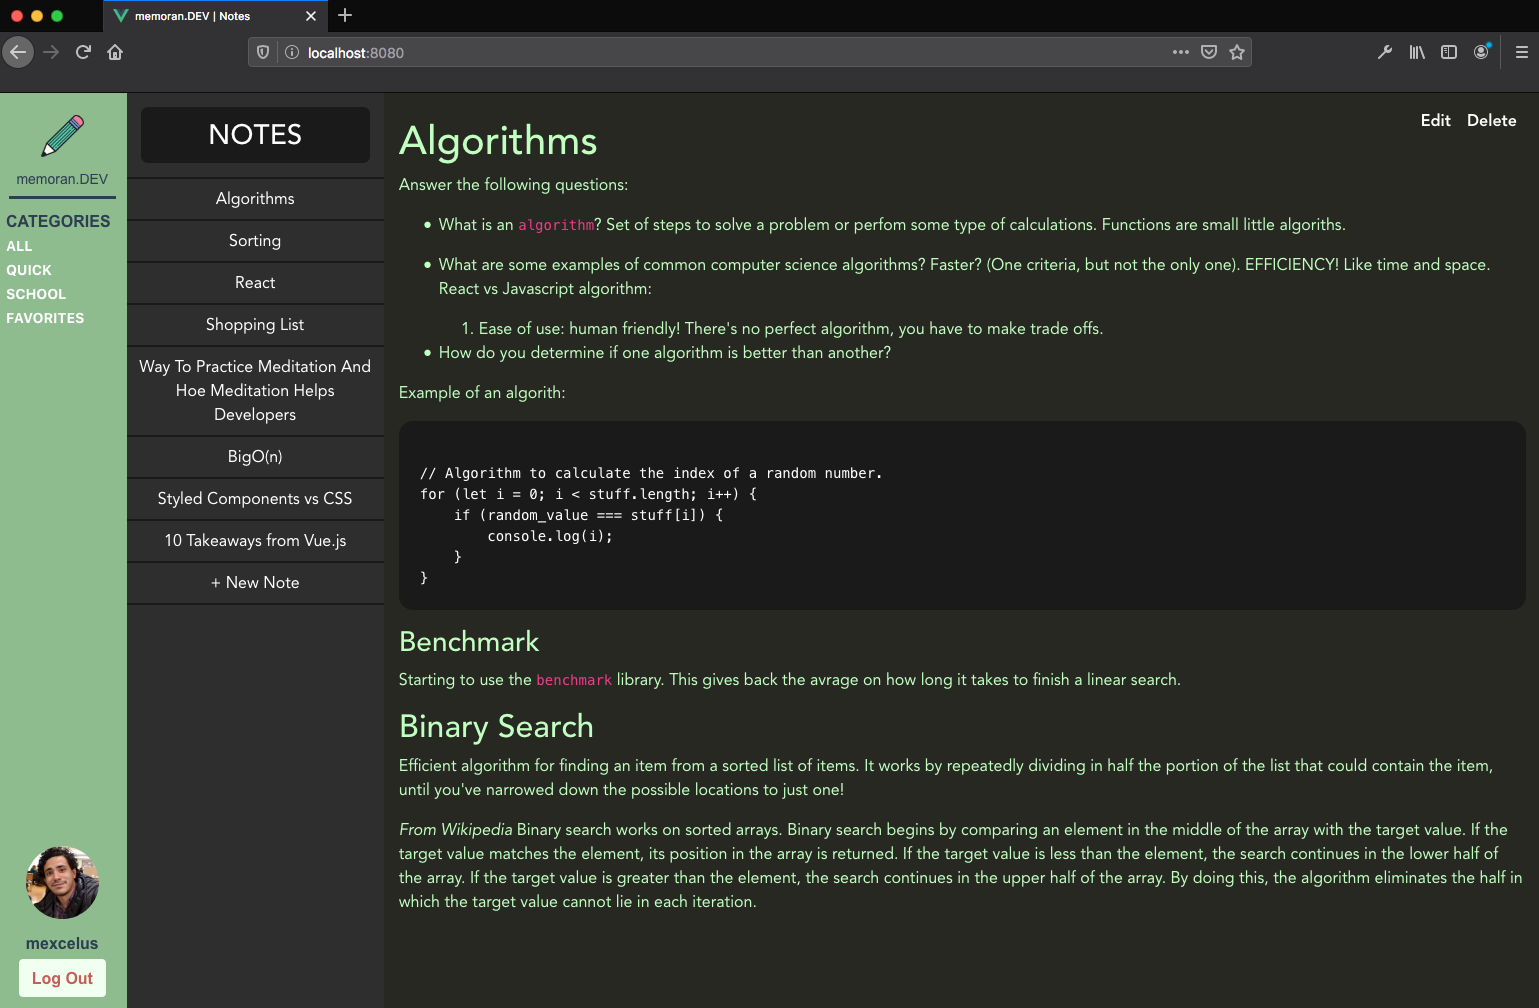 memoran.DEV | Notes
localhost:8080
memoran.DEV
CATEGORIES
ALL
QUICK
SCHOOL
FAVORITES
mexcelus
Log Out
NOTES
Algorithms
Sorting
React
Shopping List
Way To Practice Meditation And
Hoe Meditation Helps
Developers
BigO(n)
Styled Components vs CSS
10 Takeaways from Vue.js
+ New Note
Edit Delete
Algorithms
Answer the following questions:
• What is an algorithm? Set of steps to solve a problem or perfom some type of calculations. Functions are small little algoriths.
• What are some examples of common computer science algorithms? Faster? (One criteria, but not the only one). EFFICIENCY! Like time and space.
React vs Javascript algorithm:
1. Ease of use: human friendly! There's no perfect algorithm, you have to make trade offs.
• How do you determine if one algorithm is better than another?
Example of an algorith:
// Algorithm to calculate the index of a random number.
for (let i = 0; i < stuff.length; i++) {
    if (random_value === stuff[i]) {
        console.log(i);
    }
}
Benchmark
Starting to use the benchmark library. This gives back the avrage on how long it takes to finish a linear search.
Binary Search
Efficient algorithm for finding an item from a sorted list of items. It works by repeatedly dividing in half the portion of the list that could contain the item,
until you've narrowed down the possible locations to just one!
From Wikipedia Binary search works on sorted arrays. Binary search begins by comparing an element in the middle of the array with the target value. If the
target value matches the element, its position in the array is returned. If the target value is less than the element, the search continues in the lower half of
the array. If the target value is greater than the element, the search continues in the upper half of the array. By doing this, the algorithm eliminates the half in
which the target value cannot lie in each iteration.